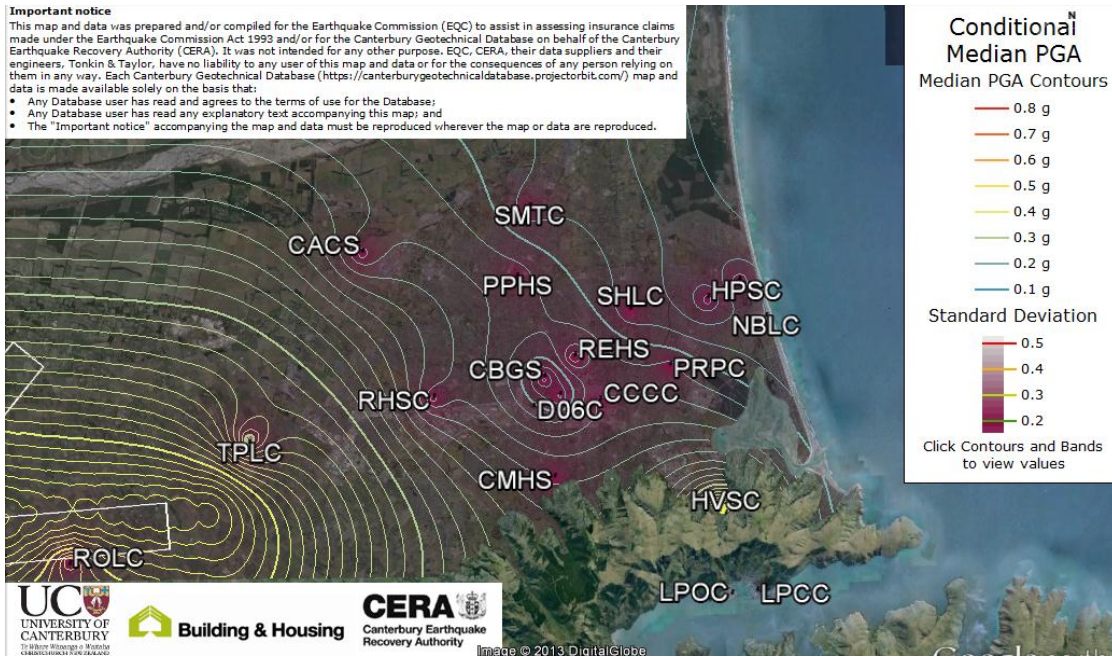 Important notice
This map and data was prepared and/or compiled for the Earthquake Commission (EQC) to assist in assessing insurance claims
made under the Earthquake Commission Act 1993 and/or for the Canterbury Geotechnical Database on behalf of the Canterbury
Earthquake Recovery Authority (CERA). It was not intended for any other purpose. EQC, CERA, their data suppliers and their
engineers, Tonkin & Taylor, have no liability to any user of this map and data or for the consequences of any person relying on
them in any way. Each Canterbury Geotechnical Database (https://canterburygeotechnicaldatabase.projectorbit.com/) map and
data is made available solely on the basis that:
• Any Database user has read and agrees to the terms of use for the Database;
• Any Database user has read any explanatory text accompanying this map; and
• The "Important notice" accompanying the map and data must be reproduced wherever the map or data are reproduced.
N
Conditional
Median PGA
Median PGA Contours
0.8 g
0.7 g
0.6 g
0.5 g
0.4 g
0.3 g
0.2 g
0.1 g
Standard Deviation
0.5
0.4
0.3
0.2
Click Contours and Bands
to view values
SMTC
CACS
PPHS
SHLC
HPSC
NBLC
REHS
CBGS
PRPC
RHSC
D06C
CCCC
TPLC
CMHS
HVSC
ROLC
LPOC
LPCC
UC
UNIVERSITY OF
CANTERBURY
Te Whare Wānanga o Waitaha
CHRISTCHURCH NEW ZEALAND
Building & Housing
CERA
Canterbury Earthquake
Recovery Authority
Image © 2013 DigitalGlobe